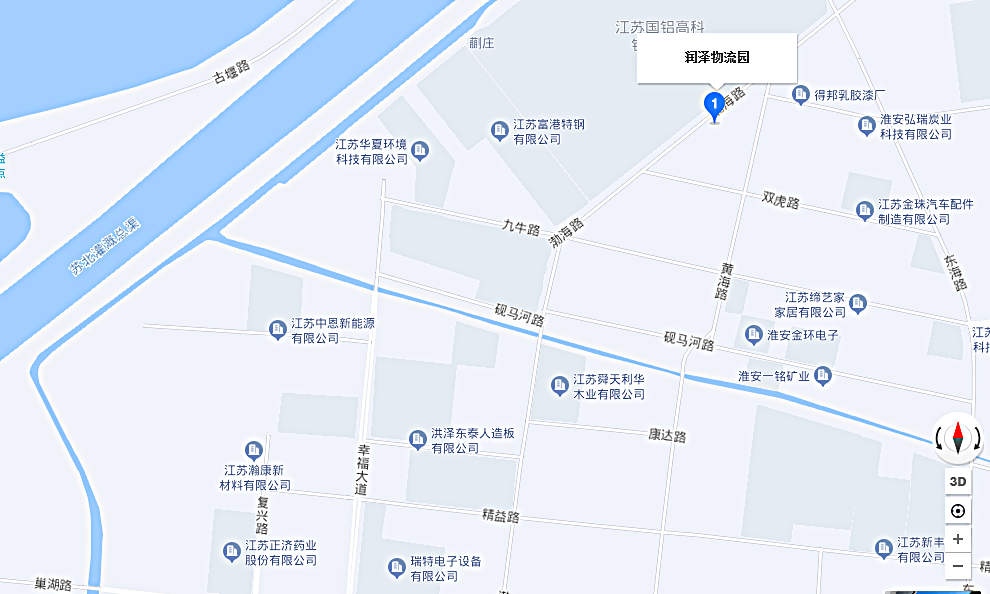 江苏国铝高科
蒯庄
润泽物流园
1
古堰路
得邦乳胶漆厂
江苏富港特钢
有限公司
淮安弘瑞炭业
科技有限公司
江苏华夏环境
科技有限公司
双虎路
江苏金珠汽车配件
制造有限公司
苏北灌溉总渠
九牛路
渤海路
东海路
黄海路
江苏缔艺家
家居有限公司
砚马河路
江苏中恩新能源
有限公司
砚马河路
淮安金环电子
淮安一铭矿业
江苏舜天利华
木业有限公司
洪泽东泰人造板
有限公司
康达路
幸福大道
江苏瀚康新
材料有限公司
复兴路
精益路
3D
江苏正济药业
股份有限公司
瑞特电子设备
有限公司
江苏新丰
有限公司
+
−
巢湖路